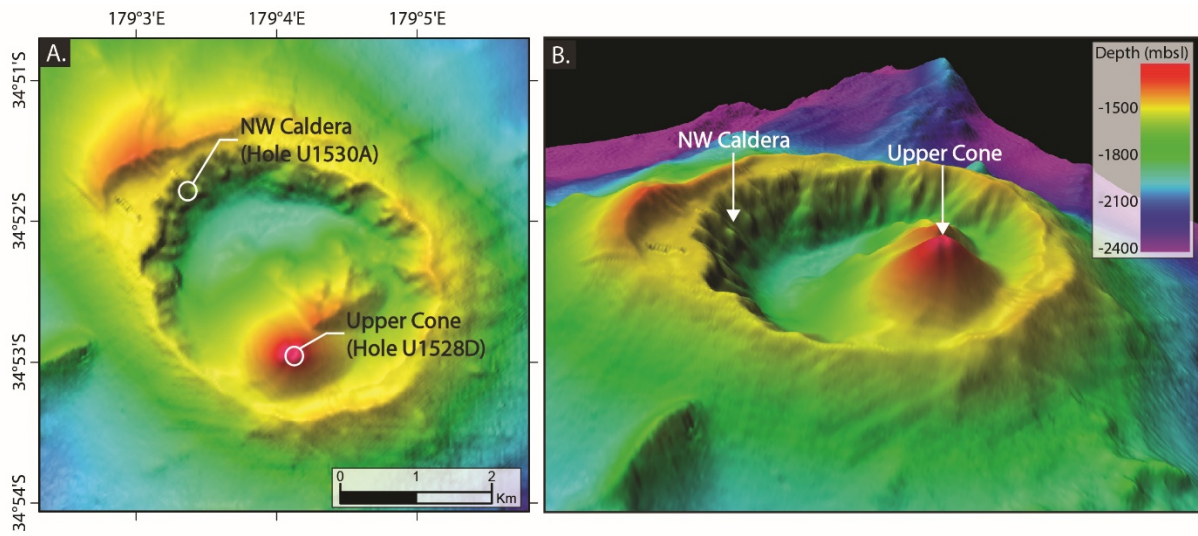 179°3'E
179°4'E
179°5'E
34°51'S
34°52'S
34°53'S
34°54'S
A.
NW Caldera
(Hole U1530A)
Upper Cone
(Hole U1528D)
0
1
2
Km
B.
NW Caldera
Upper Cone
Depth (mbsl)
-1500
-1800
-2100
-2400